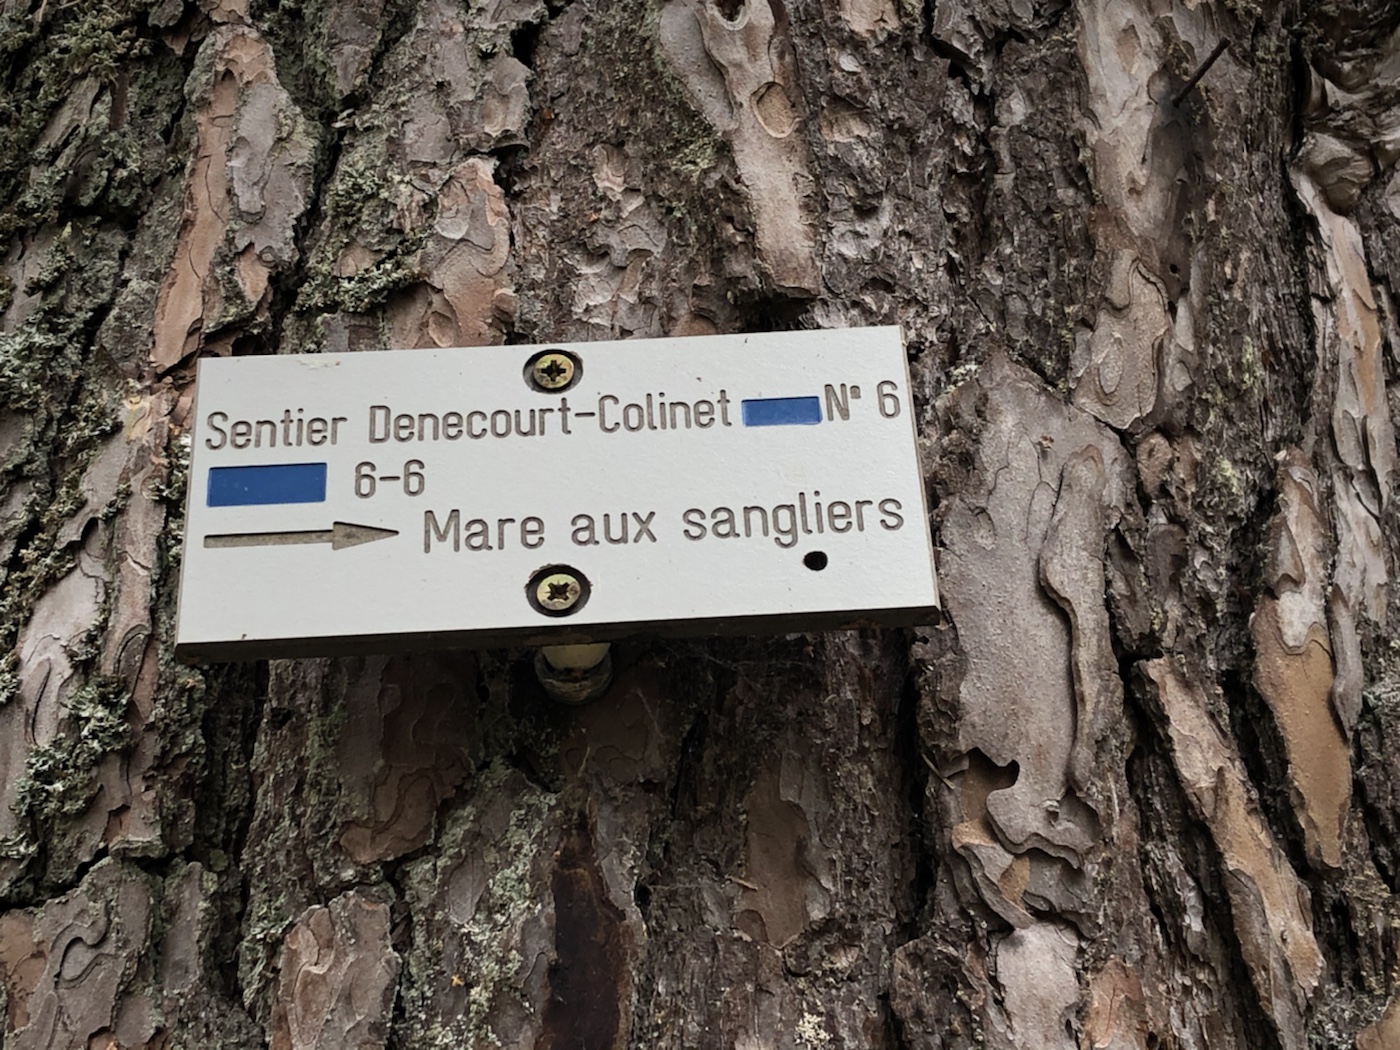 Sentier Denecourt-Colinet N° 6
6-6
Mare aux sangliers